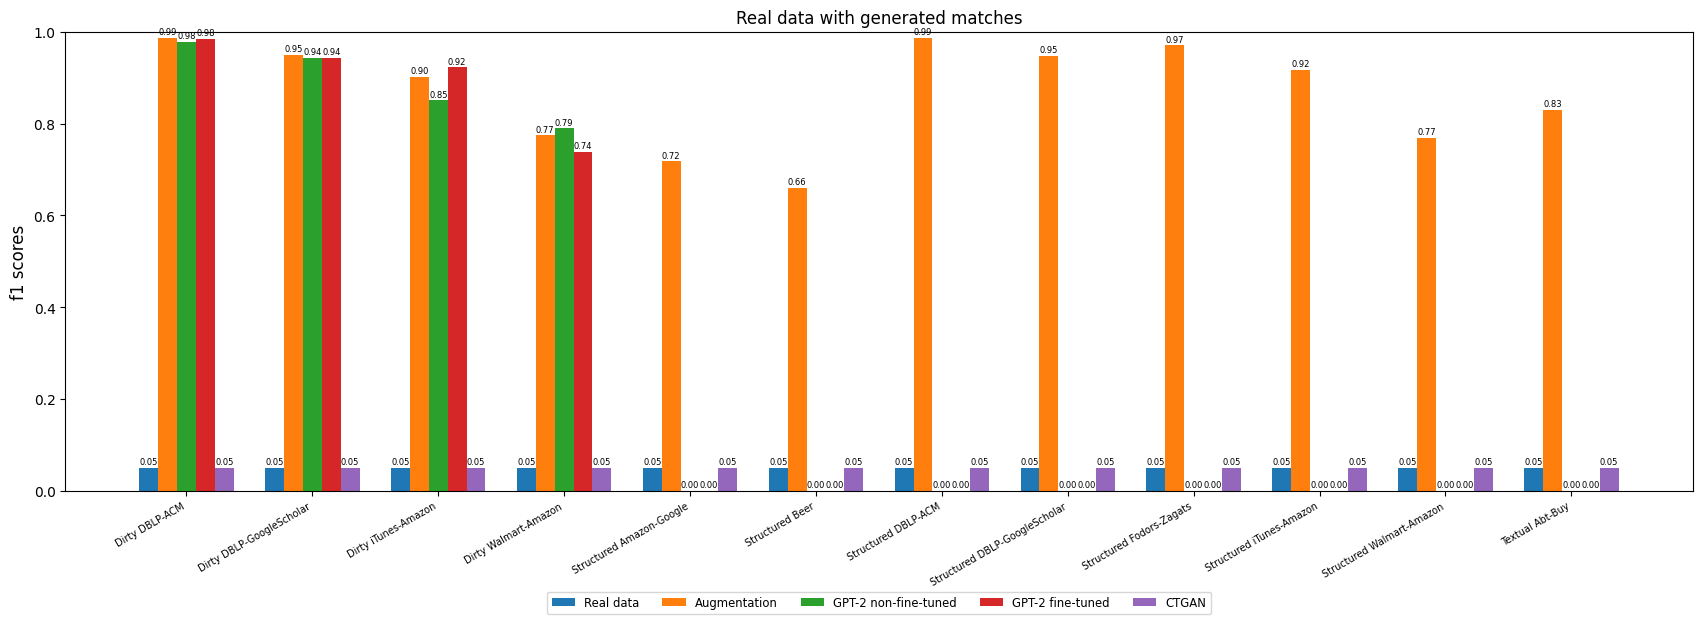 Real data with generated matches
f1 scores
1.0
0.8
0.6
0.4
0.2
0.0
0.05 0.99 0.98 0.98 0.05
0.05 0.95 0.94 0.94 0.05
0.05 0.90 0.85 0.92 0.05
0.05 0.77 0.79 0.74 0.05
0.05 0.72 0.00 0.00 0.05
0.05 0.66 0.00 0.00 0.05
0.05 0.99 0.00 0.00 0.05
0.05 0.95 0.00 0.00 0.05
0.05 0.97 0.00 0.00 0.05
0.05 0.92 0.00 0.00 0.05
0.05 0.77 0.00 0.00 0.05
0.05 0.83 0.00 0.00 0.05
Dirty DBLP-ACM
Dirty DBLP-GoogleScholar
Dirty iTunes-Amazon
Dirty Walmart-Amazon
Structured Amazon-Google
Structured Beer
Structured DBLP-ACM
Structured DBLP-GoogleScholar
Structured Fodors-Zagats
Structured iTunes-Amazon
Structured Walmart-Amazon
Textual Abt-Buy
Real data Augmentation GPT-2 non-fine-tuned GPT-2 fine-tuned CTGAN